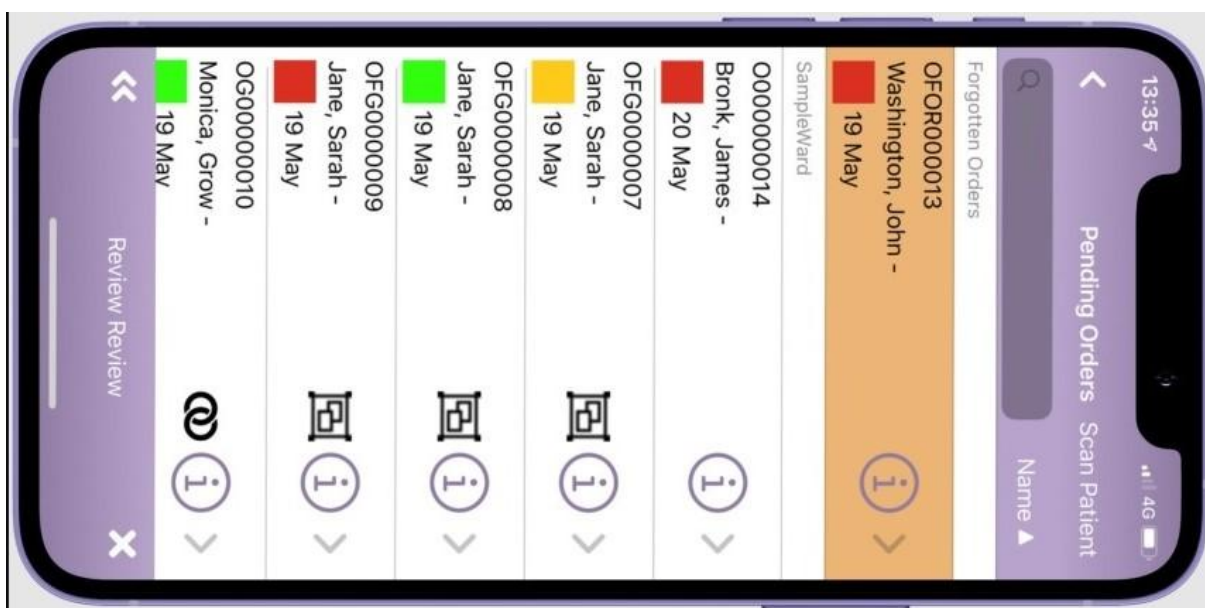 13:35 4G
Pending Orders Scan Patient
Name ▲
Forgotten Orders
OFOR000013
Washington, John -
19 May
SampleWard
O000000014
Bronk, James -
20 May
OFG0000007
Jane, Sarah -
19 May
OFG0000008
Jane, Sarah -
19 May
OFG0000009
Jane, Sarah -
19 May
OG00000010
Monica, Grow -
19 May
Review Review